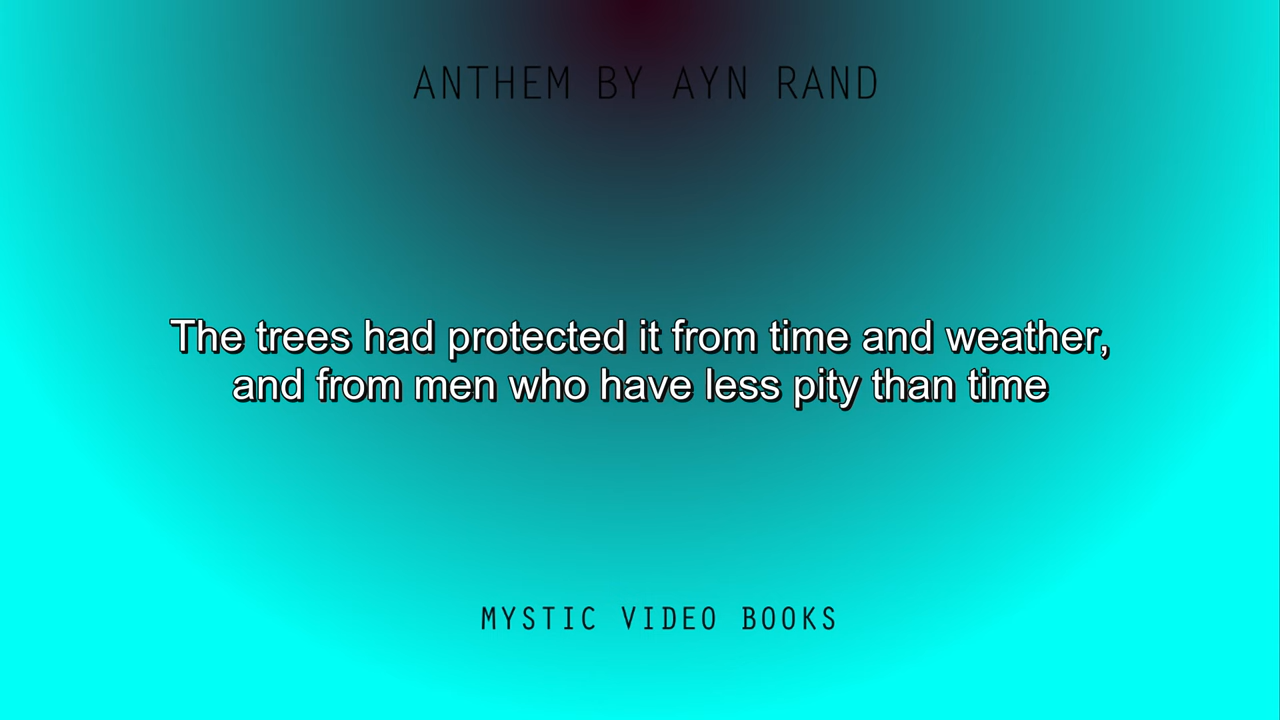 ANTHEM BY AYN RAND
The trees had protected it from time and weather,
and from men who have less pity than time
MYSTIC VIDEO BOOKS